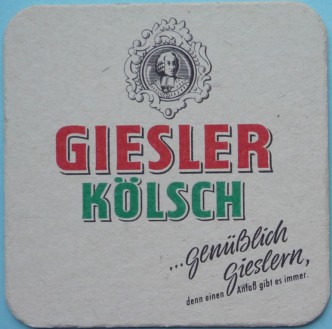 GIESLER
KÖLSCH
...genüßlich
Gieslern,
denn einen Anlaß gibt es immer.